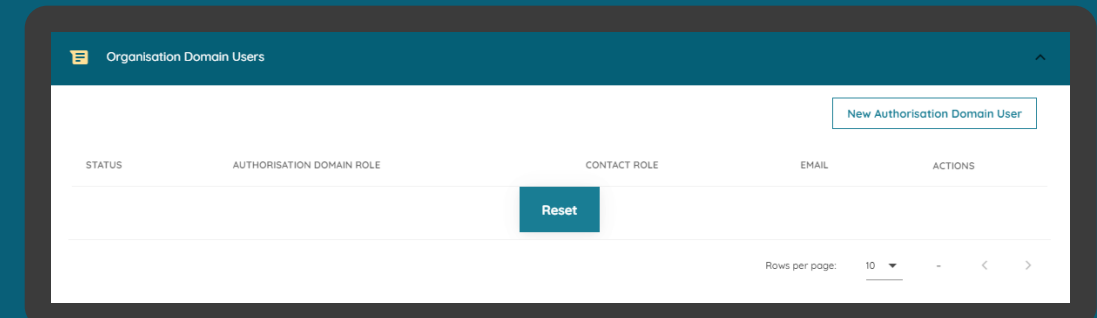 Organisation Domain Users
New Authorisation Domain User
STATUS AUTHORISATION DOMAIN ROLE CONTACT ROLE EMAIL ACTIONS
Reset
Rows per page: 10 -